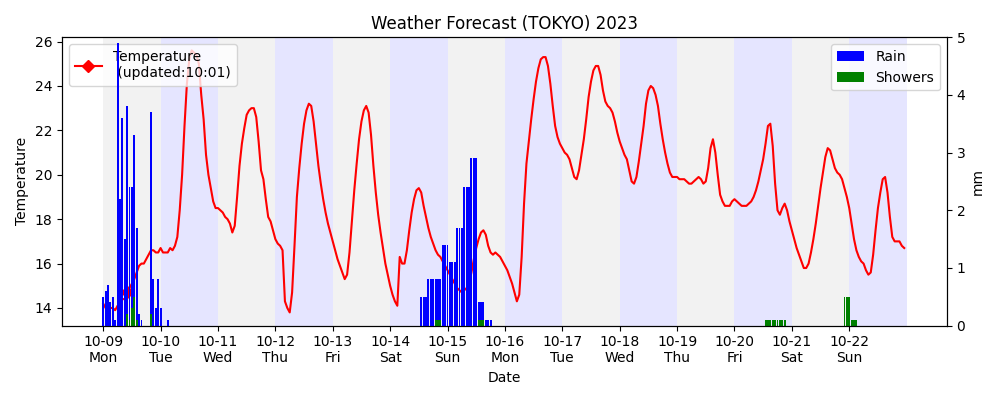 Weather Forecast (TOKYO) 2023
Temperature
(updated:10:01)
Rain
Showers
26
24
22
20
18
16
14
Temperature
5
4
3
2
1
0
mm
10-09 10-10 10-11 10-12 10-13 10-14 10-15 10-16 10-17 10-18 10-19 10-20 10-21 10-22
Mon Tue Wed Thu Fri Sat Sun Mon Tue Wed Thu Fri Sat Sun
Date